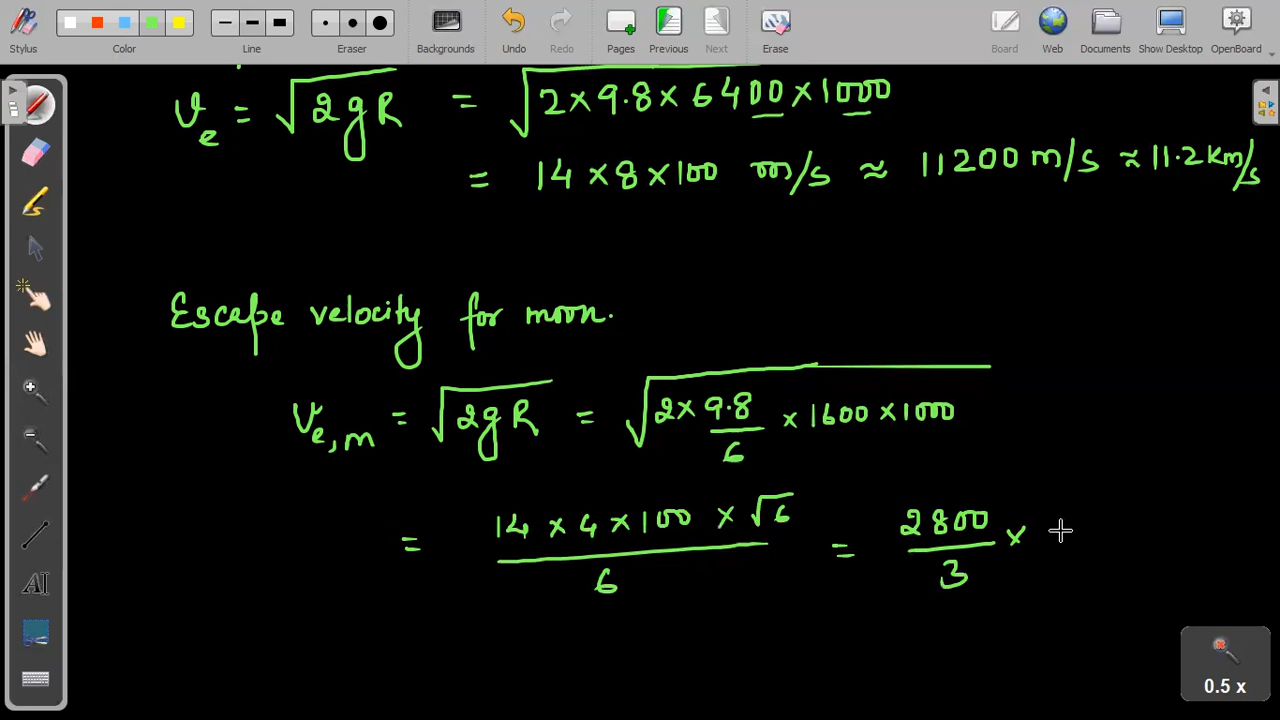 Stylus Color Line Eraser Backgrounds Undo Redo Pages Previous Next Erase Board Web Documents Show Desktop OpenBoard
v_e = √(2gR) = √(2×9.8×6400×1000)
= 14×8×100 m/s ≈ 11200 m/s ≈ 11.2 km/s
Escape velocity for moon.
v_e,m = √(2gR) = √(2×9.8/6 ×1600×1000)
= 14×4×100×√6/6 = 2800/3 ×
0.5 x